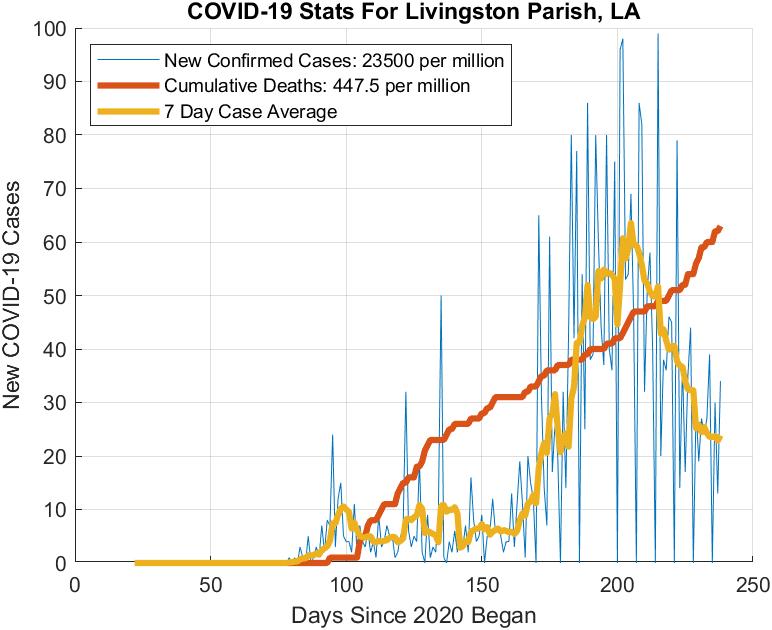 COVID-19 Stats For Livingston Parish, LA
New Confirmed Cases: 23500 per million
Cumulative Deaths: 447.5 per million
7 Day Case Average
100
90
80
70
60
50
40
30
20
10
0
New COVID-19 Cases
0 50 100 150 200 250
Days Since 2020 Began